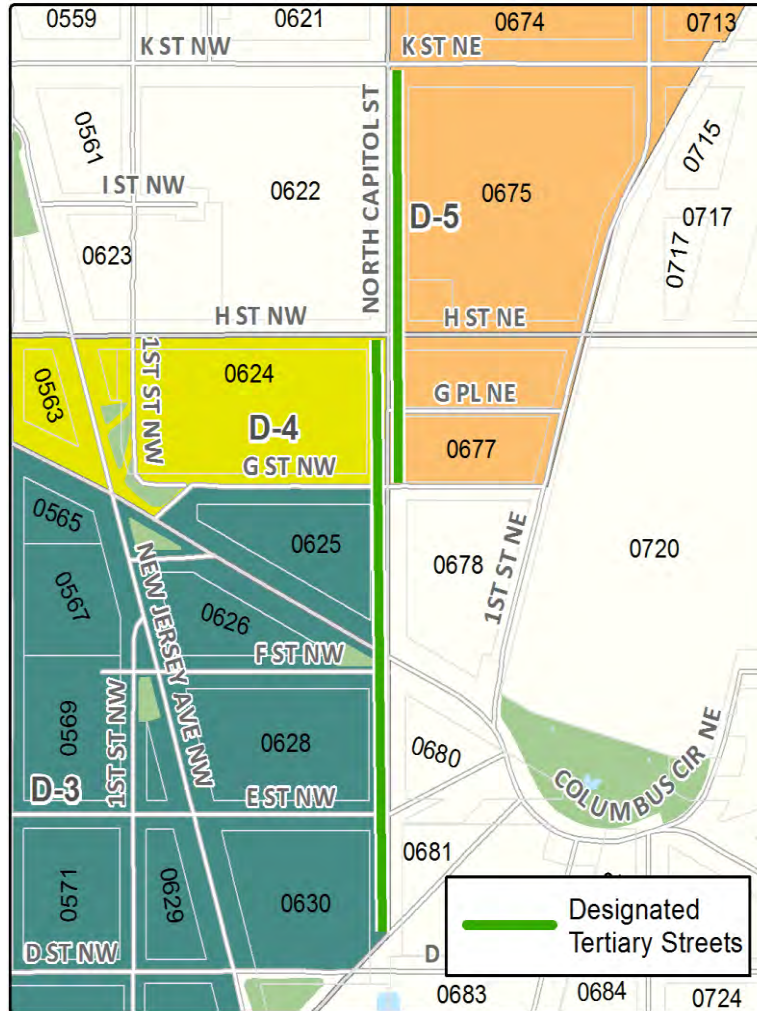 0559
0621
0674
0713
K ST NW
K ST NE
0561
NORTH CAPITOL ST
0715
I ST NW
0622
0675
0717
D-5
0717
0623
H ST NW
H ST NE
1ST ST NW
0624
0563
G PL NE
D-4
0677
G ST NW
0565
0625
0678
1ST ST NE
0720
0567
NEW JERSEY AVE NW
0626
F ST NW
0569
1ST ST NW
0628
0680
COLUMBUS CIR NE
D-3
E ST NW
0571
0629
0630
0681
Designated
Tertiary Streets
D ST NW
D
0683
0684
0724